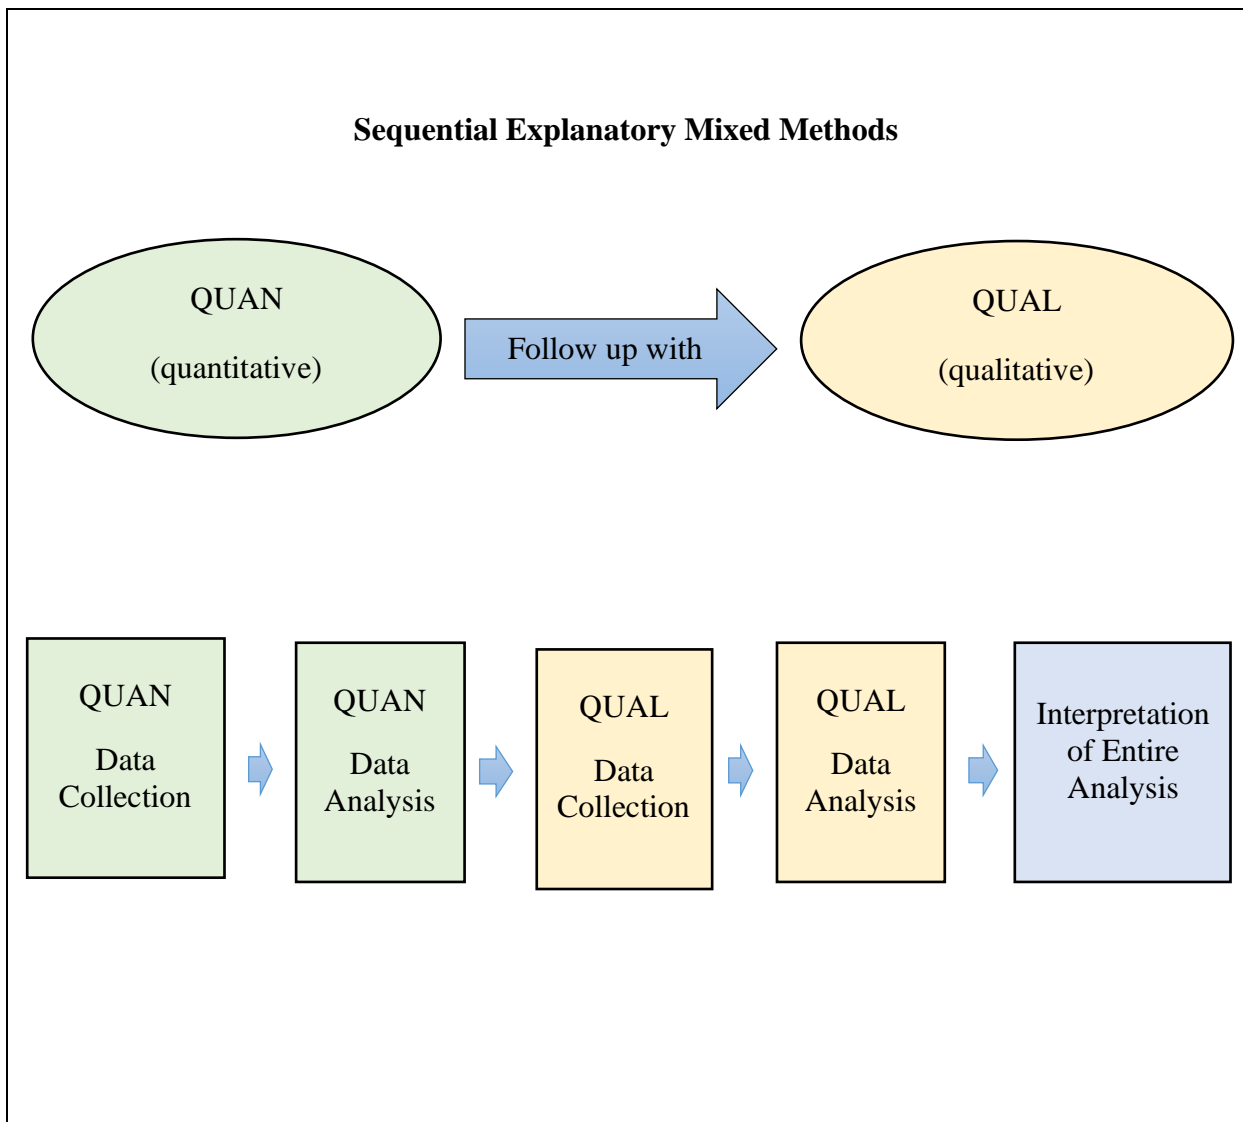 Sequential Explanatory Mixed Methods
QUAN
(quantitative)
Follow up with
QUAL
(qualitative)
QUAN
Data
Collection
QUAN
Data
Analysis
QUAL
Data
Collection
QUAL
Data
Analysis
Interpretation
of Entire
Analysis